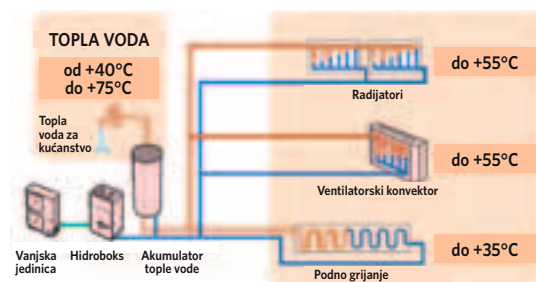 TOPLA VODA
od +40°C
do +75°C
Topla
voda za
kućanstvo
Vanjska
jedinica
Hidroboks
Akumulator
tople vode
Radijatori
do +55°C
Ventilatorski konvektor
do +55°C
Podno grijanje
do +35°C